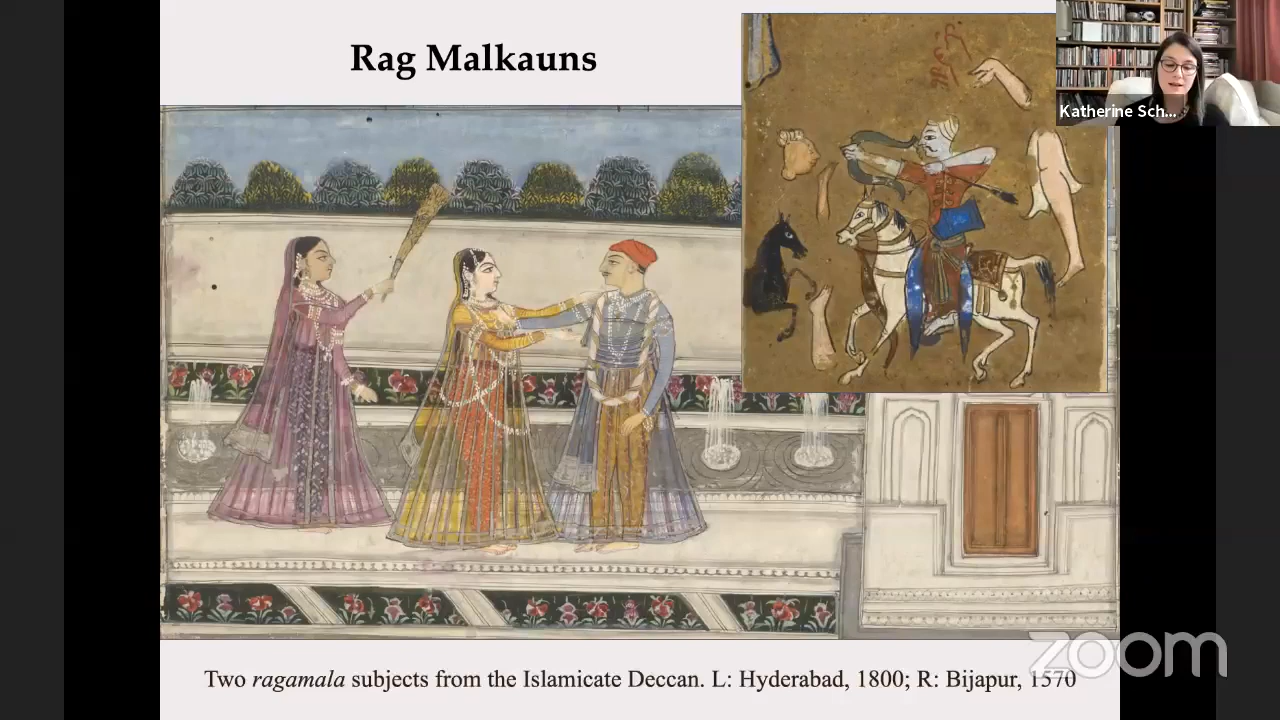 Rag Malkauns
Katherine Sch...
Two ragamala subjects from the Islamicate Deccan. L: Hyderabad, 1800; R: Bijapur, 1570
zoom